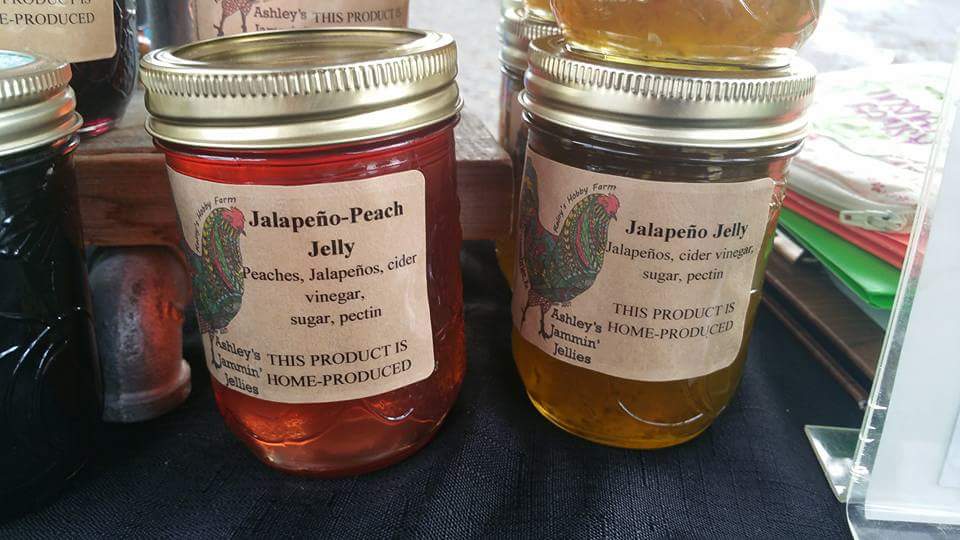 E-PRODUCED
Ashley's THIS PRODUCT IS
Hobby Farm
Jalapeño-Peach
Jelly
Peaches, Jalapeños, cider
vinegar,
sugar, pectin
Ashley's
Jammin'
Jellies
THIS PRODUCT IS
HOME-PRODUCED
Hobby Farm
Jalapeño Jelly
Jalapeños, cider vinegar,
sugar, pectin
Ashley's
Jammin'
Jellies
THIS PRODUCT IS
HOME-PRODUCED